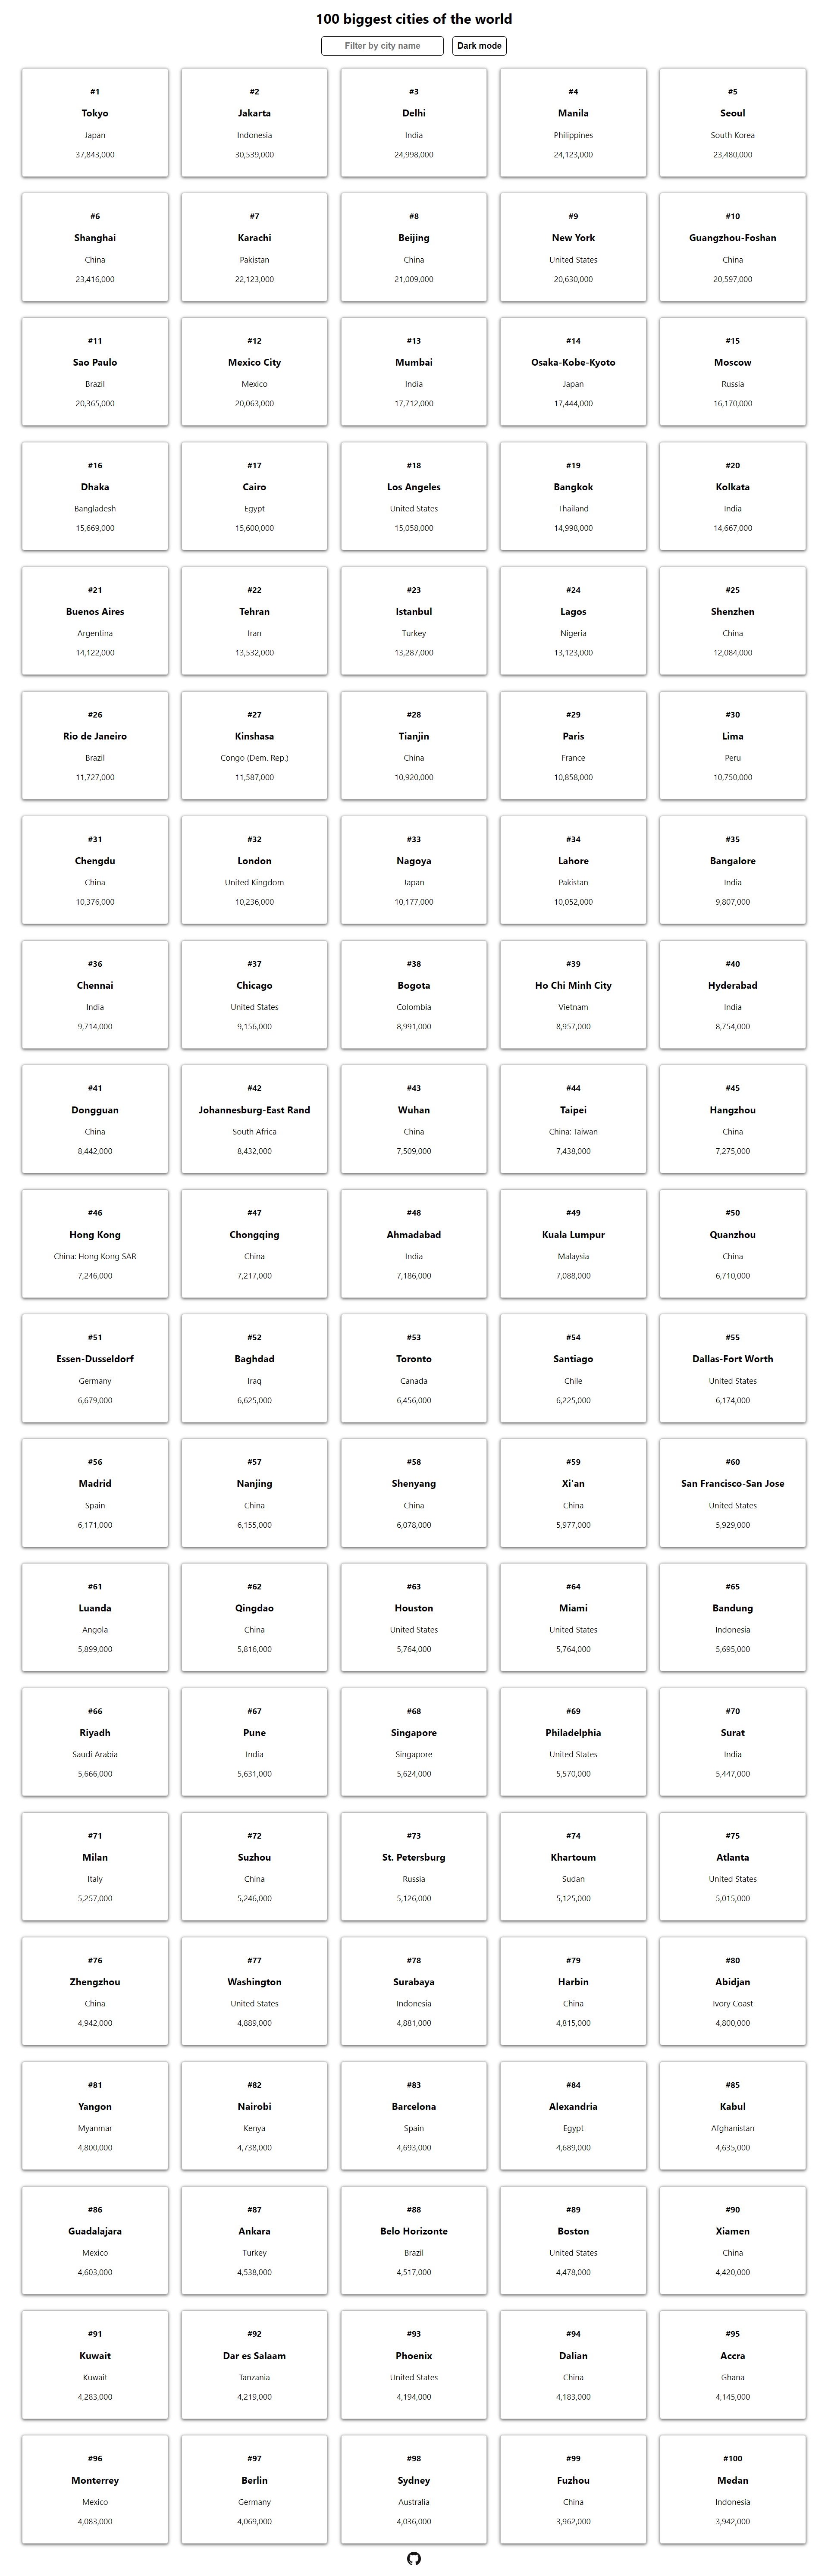 100 biggest cities of the world
Filter by city name Dark mode
#1 #2 #3 #4 #5
Tokyo Jakarta Delhi Manila Seoul
Japan Indonesia India Philippines South Korea
37,843,000 30,539,000 24,998,000 24,123,000 23,480,000
#6 #7 #8 #9 #10
Shanghai Karachi Beijing New York Guangzhou-Foshan
China Pakistan China United States China
23,416,000 22,123,000 21,009,000 20,630,000 20,597,000
#11 #12 #13 #14 #15
Sao Paulo Mexico City Mumbai Osaka-Kobe-Kyoto Moscow
Brazil Mexico India Japan Russia
20,365,000 20,063,000 17,712,000 17,444,000 16,170,000
#16 #17 #18 #19 #20
Dhaka Cairo Los Angeles Bangkok Kolkata
Bangladesh Egypt United States Thailand India
15,669,000 15,600,000 15,058,000 14,998,000 14,667,000
#21 #22 #23 #24 #25
Buenos Aires Tehran Istanbul Lagos Shenzhen
Argentina Iran Turkey Nigeria China
14,122,000 13,532,000 13,287,000 13,123,000 12,084,000
#26 #27 #28 #29 #30
Rio de Janeiro Kinshasa Tianjin Paris Lima
Brazil Congo (Dem. Rep.) China France Peru
11,727,000 11,587,000 10,920,000 10,858,000 10,750,000
#31 #32 #33 #34 #35
Chengdu London Nagoya Lahore Bangalore
China United Kingdom Japan Pakistan India
10,376,000 10,236,000 10,177,000 10,052,000 9,807,000
#36 #37 #38 #39 #40
Chennai Chicago Bogota Ho Chi Minh City Hyderabad
India United States Colombia Vietnam India
9,714,000 9,156,000 8,991,000 8,957,000 8,754,000
#41 #42 #43 #44 #45
Dongguan Johannesburg-East Rand Wuhan Taipei Hangzhou
China South Africa China China: Taiwan China
8,442,000 8,432,000 7,509,000 7,438,000 7,275,000
#46 #47 #48 #49 #50
Hong Kong Chongqing Ahmadabad Kuala Lumpur Quanzhou
China: Hong Kong SAR China India Malaysia China
7,246,000 7,217,000 7,186,000 7,088,000 6,710,000
#51 #52 #53 #54 #55
Essen-Dusseldorf Baghdad Toronto Santiago Dallas-Fort Worth
Germany Iraq Canada Chile United States
6,679,000 6,625,000 6,456,000 6,225,000 6,174,000
#56 #57 #58 #59 #60
Madrid Nanjing Shenyang Xi'an San Francisco-San Jose
Spain China China China United States
6,171,000 6,155,000 6,078,000 5,977,000 5,929,000
#61 #62 #63 #64 #65
Luanda Qingdao Houston Miami Bandung
Angola China United States United States Indonesia
5,899,000 5,816,000 5,764,000 5,764,000 5,695,000
#66 #67 #68 #69 #70
Riyadh Pune Singapore Philadelphia Surat
Saudi Arabia India Singapore United States India
5,666,000 5,631,000 5,624,000 5,570,000 5,447,000
#71 #72 #73 #74 #75
Milan Suzhou St. Petersburg Khartoum Atlanta
Italy China Russia Sudan United States
5,257,000 5,246,000 5,126,000 5,125,000 5,015,000
#76 #77 #78 #79 #80
Zhengzhou Washington Surabaya Harbin Abidjan
China United States Indonesia China Ivory Coast
4,942,000 4,889,000 4,881,000 4,815,000 4,800,000
#81 #82 #83 #84 #85
Yangon Nairobi Barcelona Alexandria Kabul
Myanmar Kenya Spain Egypt Afghanistan
4,800,000 4,738,000 4,693,000 4,689,000 4,635,000
#86 #87 #88 #89 #90
Guadalajara Ankara Belo Horizonte Boston Xiamen
Mexico Turkey Brazil United States China
4,603,000 4,538,000 4,517,000 4,478,000 4,420,000
#91 #92 #93 #94 #95
Kuwait Dar es Salaam Phoenix Dalian Accra
Kuwait Tanzania United States China Ghana
4,283,000 4,219,000 4,194,000 4,183,000 4,145,000
#96 #97 #98 #99 #100
Monterrey Berlin Sydney Fuzhou Medan
Mexico Germany Australia China Indonesia
4,083,000 4,069,000 4,036,000 3,962,000 3,942,000